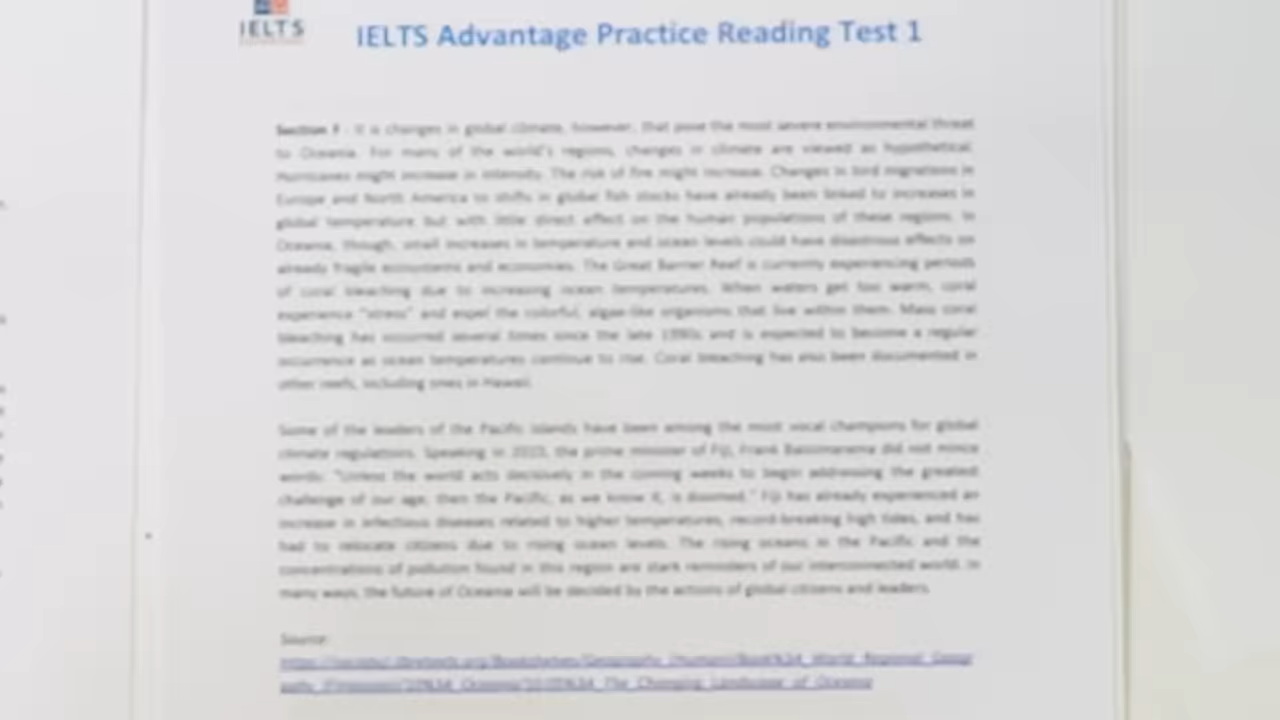 IELTS
IELTS Advantage Practice Reading Test 1
Section F - It is changes in global climate, however, that pose the most severe environmental threat
to Oceania. For many of the world's regions, changes in climate are viewed as hypothetical.
Hurricanes might increase in intensity. The risk of fire might increase. Changes in bird migrations in
Europe and North America to shifts in global fish stocks have already been linked to increases in
global temperature but with little direct effect on the human populations of these regions. In
Oceania, though, small increases in temperature and ocean levels could have disastrous effects on
already fragile ecosystems and economies. The Great Barrier Reef is currently experiencing periods
of coral bleaching due to increasing ocean temperatures. When waters get too warm, coral
experience "stress" and expel the colorful, algae-like organisms that live within them. Mass coral
bleaching has occurred several times since the late 1990s and is expected to become a regular
occurrence as ocean temperatures continue to rise. Coral bleaching has also been documented in
other reefs, including ones in Hawaii.
Some of the leaders of the Pacific islands have been among the most vocal champions for global
climate regulations. Speaking in the prime minister of Fiji, Frank Bainimarama did not mince
words: "Unless the world acts decisively in the coming weeks to begin addressing the greatest
challenge of our age, then the Pacific, as we know it, is doomed." Fiji has already experienced an
increase in infectious diseases related to higher temperatures, record-breaking high tides, and has
had to relocate citizens due to rising ocean levels. The rising oceans in the Pacific and the
concentrations of pollution found in this region are stark reminders of our interconnected world. In
many ways, the future of Oceania will be decided by the actions of global citizens and leaders.
Source: